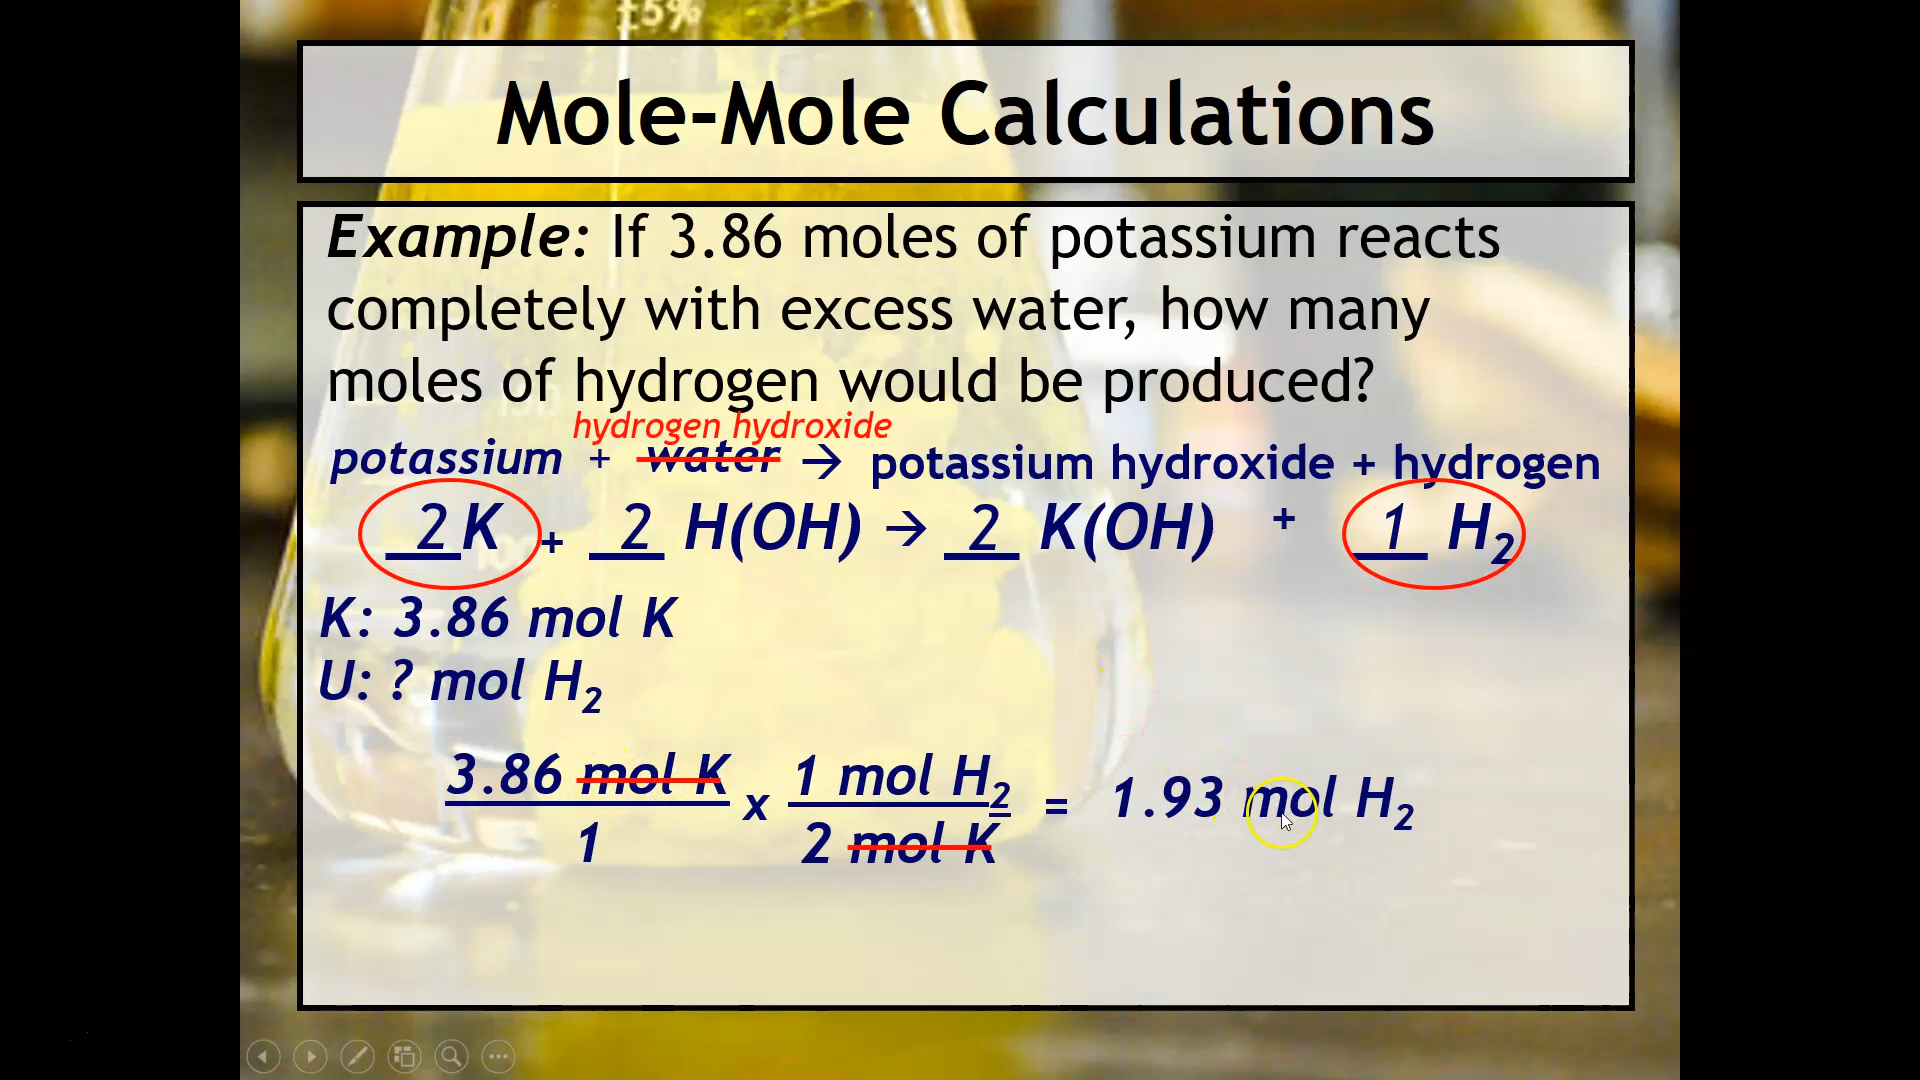 ±5%
Mole-Mole Calculations
Example: If 3.86 moles of potassium reacts
completely with excess water, how many
moles of hydrogen would be produced?
hydrogen hydroxide
potassium + water → potassium hydroxide + hydrogen
2 K + 2 H(OH) → 2 K(OH) + 1 H₂
K: 3.86 mol K
U: ? mol H₂
3.86 mol K / 1 x 1 mol H₂ / 2 mol K = 1.93 mol H₂